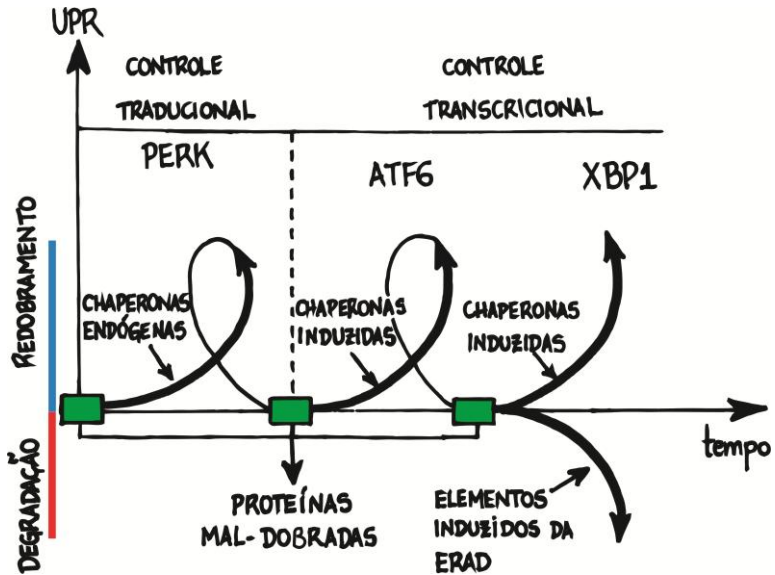 UPR
CONTROLE
TRADUCIONAL
CONTROLE
TRANSCRICIONAL
PERK
ATF6
XBP1
REDOBRAMENTO
CHAPERONAS
ENDÓGENAS
CHAPERONAS
INDUZIDAS
CHAPERONAS
INDUZIDAS
DEGRADAÇÃO
tempo
PROTEÍNAS
MAL-DOBRADAS
ELEMENTOS
INDUZIDOS DA
ERAD